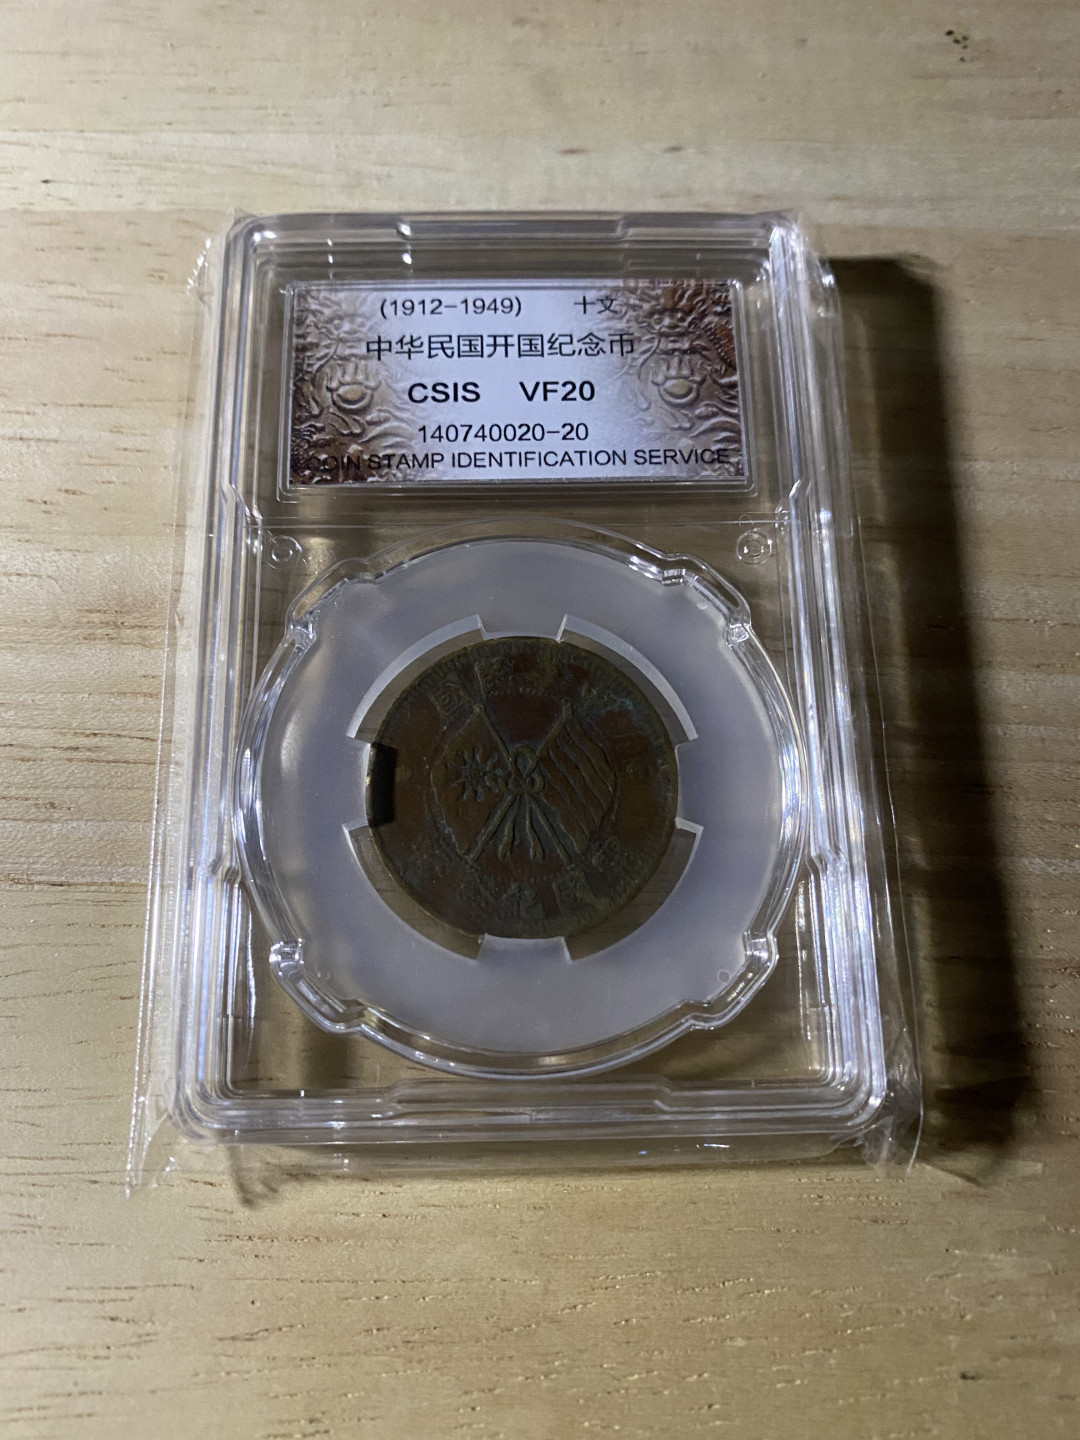 (1912-1949) 十文
中华民国开国纪念币
CSIS VF20
140740020-20
COIN STAMP IDENTIFICATION SERVICE